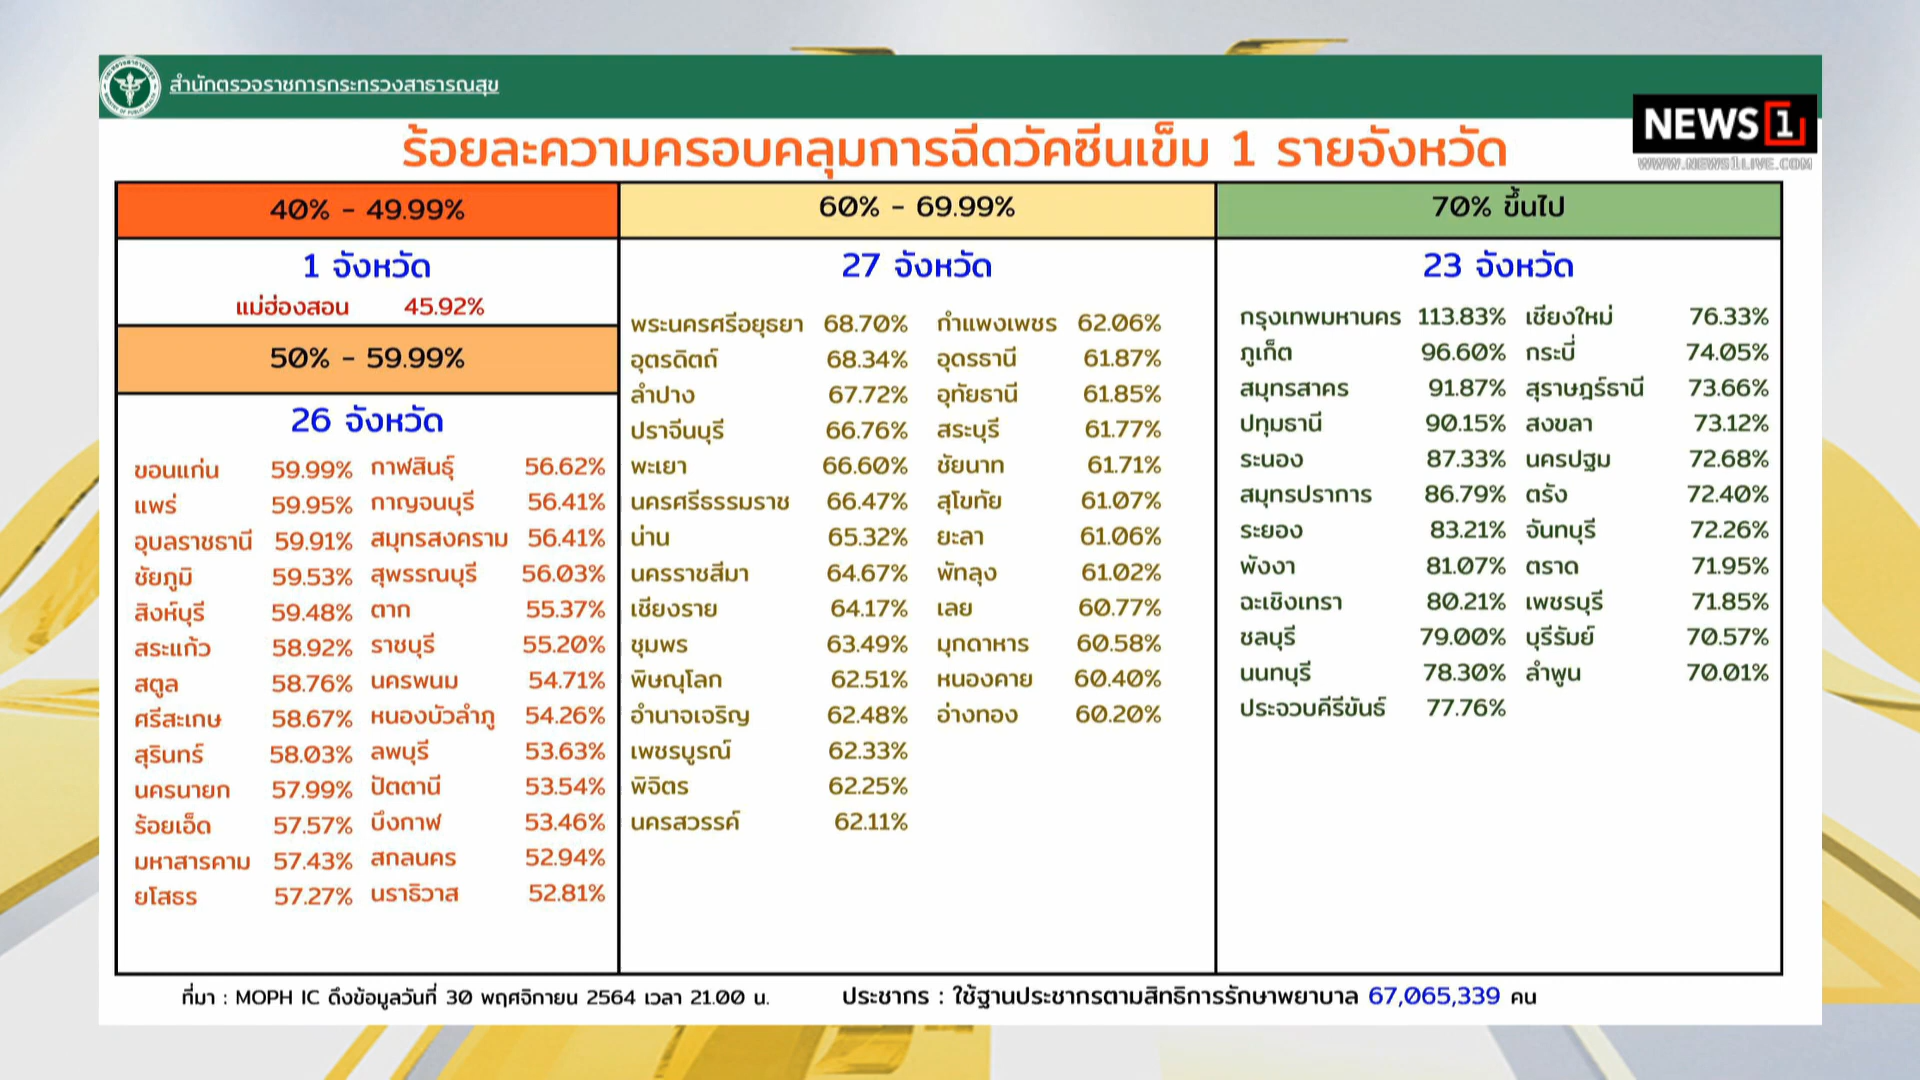 สำนักตรวจราชการกระทรวงสาธารณสุข
NEWS 1
WWW.NEWS1LIVE.COM
ร้อยละความครอบคลุมการฉีดวัคซีนเข็ม 1 รายจังหวัด
40% - 49.99%
1 จังหวัด
แม่ฮ่องสอน 45.92%
50% - 59.99%
26 จังหวัด
ขอนแก่น 59.99% กาฬสินธุ์ 56.62%
แพร่ 59.95% กาญจนบุรี 56.41%
อุบลราชธานี 59.91% สมุทรสงคราม 56.41%
ชัยภูมิ 59.53% สุพรรณบุรี 56.03%
สิงห์บุรี 59.48% ตาก 55.37%
สระแก้ว 58.92% ราชบุรี 55.20%
สตูล 58.76% นครพนม 54.71%
ศรีสะเกษ 58.67% หนองบัวลำภู 54.26%
สุรินทร์ 58.03% ลพบุรี 53.63%
นครนายก 57.99% ปัตตานี 53.54%
ร้อยเอ็ด 57.57% บึงกาฬ 53.46%
มหาสารคาม 57.43% สกลนคร 52.94%
ยโสธร 57.27% นราธิวาส 52.81%
60% - 69.99%
27 จังหวัด
พระนครศรีอยุธยา 68.70% กำแพงเพชร 62.06%
อุตรดิตถ์ 68.34% อุดรธานี 61.87%
ลำปาง 67.72% อุทัยธานี 61.85%
ปราจีนบุรี 66.76% สระบุรี 61.77%
พะเยา 66.60% ชัยนาท 61.71%
นครศรีธรรมราช 66.47% สุโขทัย 61.07%
น่าน 65.32% ยะลา 61.06%
นครราชสีมา 64.67% พัทลุง 61.02%
เชียงราย 64.17% เลย 60.77%
ชุมพร 63.49% มุกดาหาร 60.58%
พิษณุโลก 62.51% หนองคาย 60.40%
อำนาจเจริญ 62.48% อ่างทอง 60.20%
เพชรบูรณ์ 62.33%
พิจิตร 62.25%
นครสวรรค์ 62.11%
70% ขึ้นไป
23 จังหวัด
กรุงเทพมหานคร 113.83% เชียงใหม่ 76.33%
ภูเก็ต 96.60% กระบี่ 74.05%
สมุทรสาคร 91.87% สุราษฎร์ธานี 73.66%
ปทุมธานี 90.15% สงขลา 73.12%
ระนอง 87.33% นครปฐม 72.68%
สมุทรปราการ 86.79% ตรัง 72.40%
ระยอง 83.21% จันทบุรี 72.26%
พังงา 81.07% ตราด 71.95%
ฉะเชิงเทรา 80.21% เพชรบุรี 71.85%
ชลบุรี 79.00% บุรีรัมย์ 70.57%
นนทบุรี 78.30% ลำพูน 70.01%
ประจวบคีรีขันธ์ 77.76%
ที่มา : MOPH IC ดึงข้อมูลวันที่ 30 พฤศจิกายน 2564 เวลา 21.00 น. ประชากร : ใช้ฐานประชากรตามสิทธิการรักษาพยาบาล 67,065,339 คน